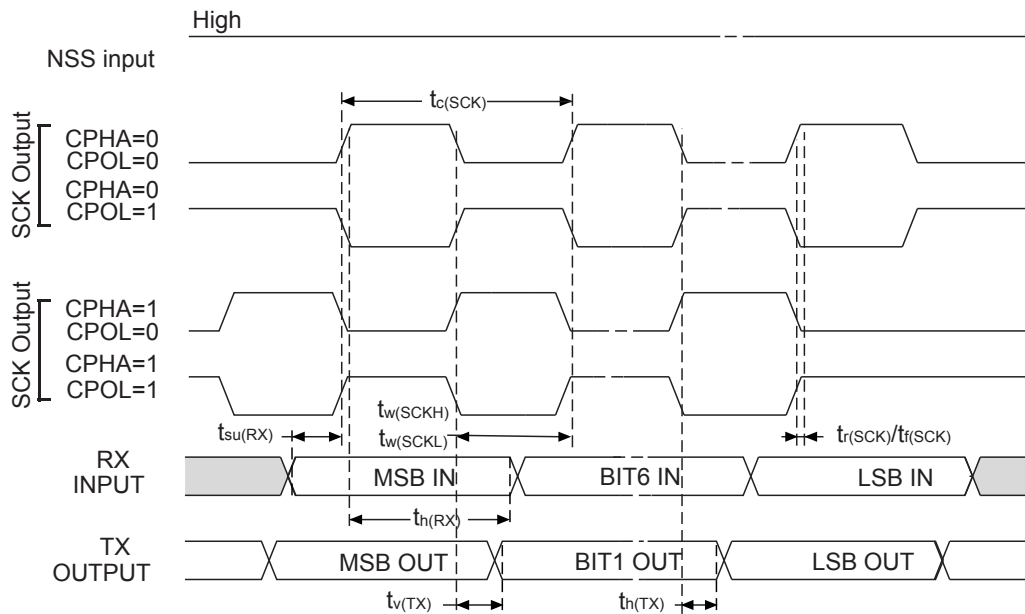 High
NSS input
tc(SCK)
SCK Output
CPHA=0
CPOL=0
CPHA=0
CPOL=1
SCK Output
CPHA=1
CPOL=0
CPHA=1
CPOL=1
tw(SCKH)
tw(SCKL)
tsu(RX)
tr(SCK)/tf(SCK)
RX
INPUT
MSB IN
BIT6 IN
LSB IN
th(RX)
TX
OUTPUT
MSB OUT
BIT1 OUT
LSB OUT
tv(TX)
th(TX)